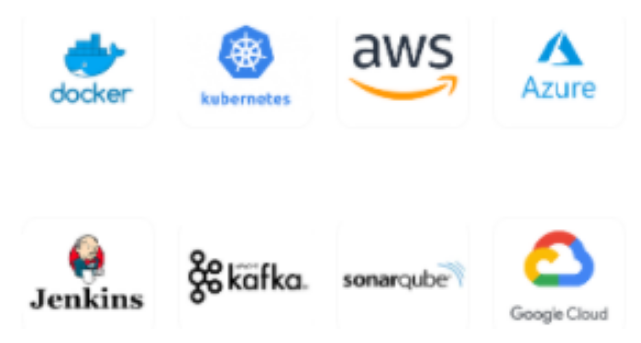 docker
kubernetes
aws
Azure
Jenkins
kafka.
sonarqube
Google Cloud